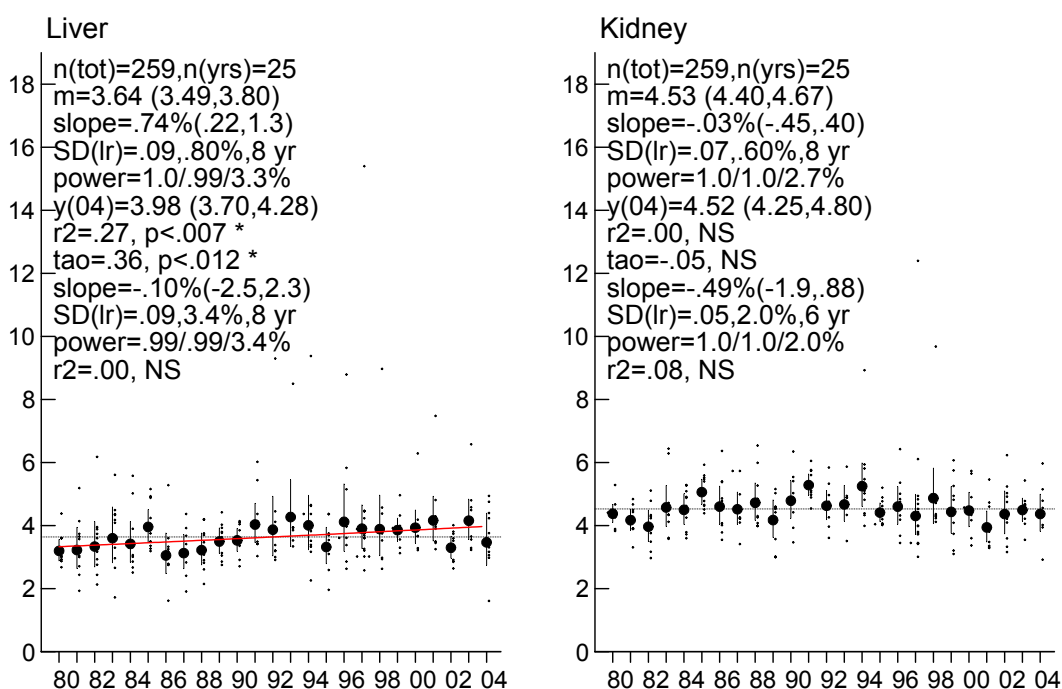 Liver
n(tot)=259,n(yrs)=25
m=3.64 (3.49,3.80)
slope=.74%(.22,1.3)
SD(lr)=.09,.80%,8 yr
power=1.0/.99/3.3%
y(04)=3.98 (3.70,4.28)
r2=.27, p<.007 *
tao=.36, p<.012 *
slope=-.10%(-2.5,2.3)
SD(lr)=.09,3.4%,8 yr
power=.99/.99/3.4%
r2=.00, NS
18
16
14
12
10
8
6
4
2
0
80 82 84 86 88 90 92 94 96 98 00 02 04
Kidney
n(tot)=259,n(yrs)=25
m=4.53 (4.40,4.67)
slope=-.03%(-.45,.40)
SD(lr)=.07,.60%,8 yr
power=1.0/1.0/2.7%
y(04)=4.52 (4.25,4.80)
r2=.00, NS
tao=-.05, NS
slope=-.49%(-1.9,.88)
SD(lr)=.05,2.0%,6 yr
power=1.0/1.0/2.0%
r2=.08, NS
18
16
14
12
10
8
6
4
2
0
80 82 84 86 88 90 92 94 96 98 00 02 04